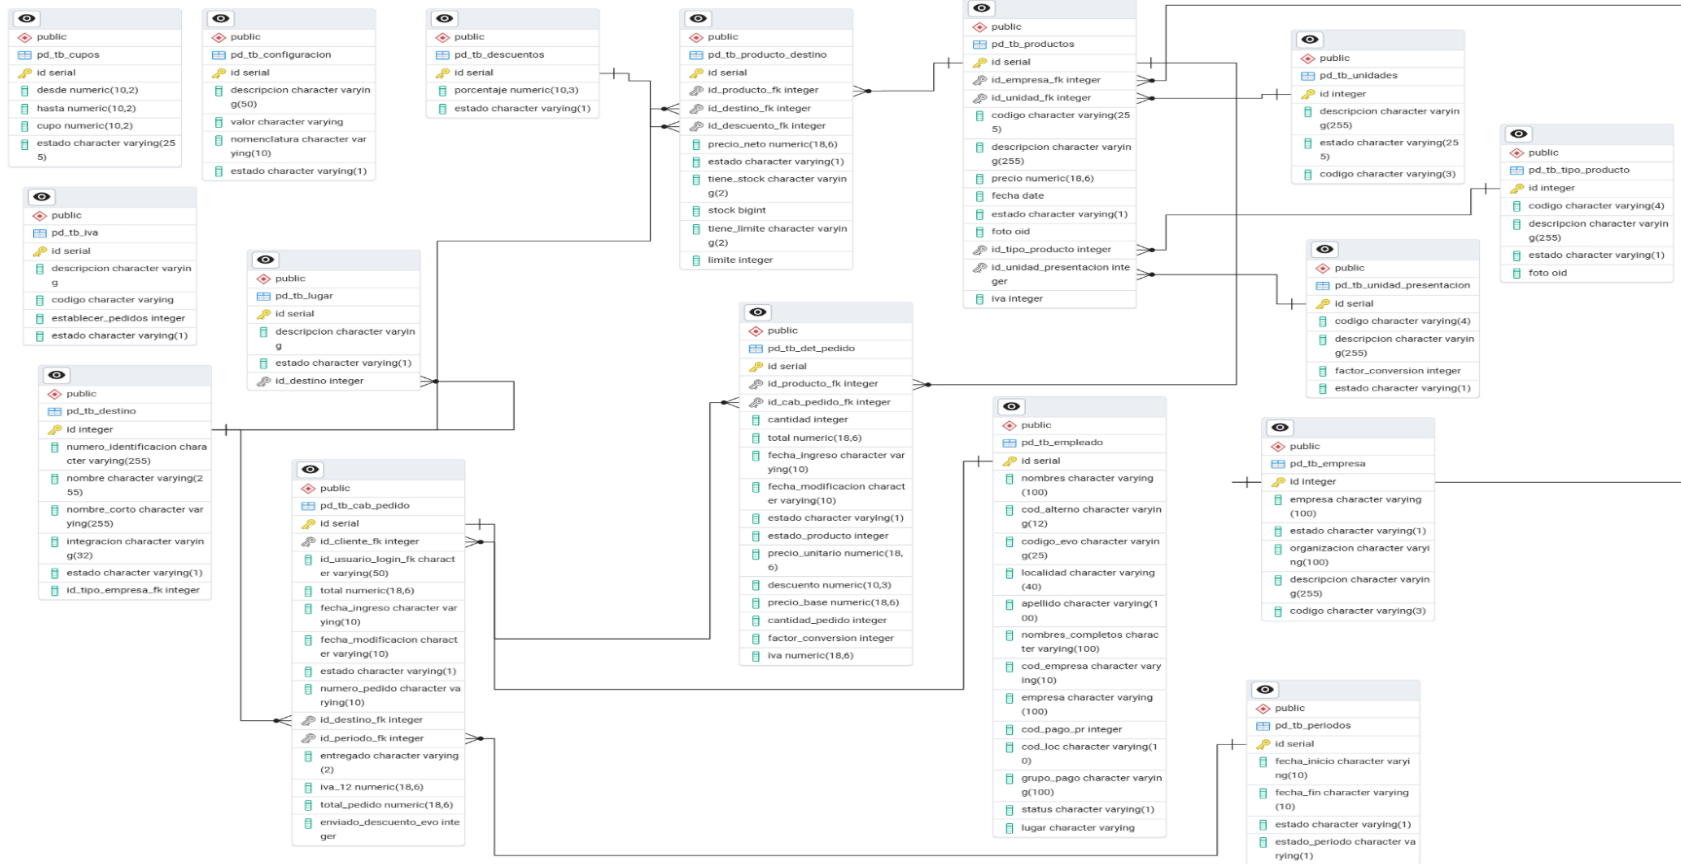 public
pd_tb_cupos
id serial
desde numeric(10,2)
hasta numeric(10,2)
cupo numeric(10,2)
estado character varying(25
5)
public
pd_tb_configuracion
id serial
descripcion character varyin
g(50)
valor character varying
nomenclatura character var
ying(10)
estado character varying(1)
public
pd_tb_descuentos
id serial
porcentaje numeric(10,3)
estado character varying(1)
public
pd_tb_producto_destino
id serial
id_producto_fk integer
id_destino_fk integer
id_descuento_fk integer
precio_neto numeric(18,6)
estado character varying(1)
tiene_stock character varyin
g(2)
stock bigint
tiene_limite character varyin
g(2)
limite integer
public
pd_tb_productos
id serial
id_empresa_fk integer
id_unidad_fk integer
codigo character varying(25
5)
descripcion character varyin
g(255)
precio numeric(18,6)
fecha date
estado character varying(1)
foto oid
id_tipo_producto integer
id_unidad_presentacion inte
ger
iva integer
public
pd_tb_unidades
id integer
descripcion character varyin
g(255)
estado character varying(25
5)
codigo character varying(3)
public
pd_tb_tipo_producto
id integer
codigo character varying(4)
descripcion character varyin
g(255)
estado character varying(1)
foto oid
public
pd_tb_iva
id serial
descripcion character varyin
g
codigo character varying
establecer_pedidos integer
estado character varying(1)
public
pd_tb_lugar
id serial
descripcion character varyin
g
estado character varying(1)
id_destino integer
public
pd_tb_unidad_presentacion
id serial
codigo character varying(4)
descripcion character varyin
g(255)
factor_conversion integer
estado character varying(1)
public
pd_tb_det_pedido
id serial
id_producto_fk integer
id_cab_pedido_fk integer
cantidad integer
total numeric(18,6)
fecha_ingreso character var
ying(10)
fecha_modificacion charact
er varying(10)
estado character varying(1)
estado_producto integer
precio_unitario numeric(18,
6)
descuento numeric(10,3)
precio_base numeric(18,6)
cantidad_pedido integer
factor_conversion integer
iva numeric(18,6)
public
pd_tb_destino
id integer
numero_identificacion chara
cter varying(255)
nombre character varying(2
55)
nombre_corto character var
ying(255)
integracion character varyin
g(32)
estado character varying(1)
id_tipo_empresa_fk integer
public
pd_tb_cab_pedido
id serial
id_cliente_fk integer
id_usuario_login_fk charact
er varying(50)
total numeric(18,6)
fecha_ingreso character var
ying(10)
fecha_modificacion charact
er varying(10)
estado character varying(1)
numero_pedido character va
rying(10)
id_destino_fk integer
id_periodo_fk integer
entregado character varying
(2)
iva_12 numeric(18,6)
total_pedido numeric(18,6)
enviado_descuento_evo inte
ger
public
pd_tb_empleado
id serial
nombres character varying
(100)
cod_alterno character varyin
g(12)
codigo_evo character varyin
g(25)
localidad character varying
(40)
apellido character varying(1
00)
nombres_completos charac
ter varying(100)
cod_empresa character vary
ing(10)
empresa character varying
(100)
cod_pago_pr integer
cod_loc character varying(1
0)
grupo_pago character varyin
g(100)
status character varying(1)
lugar character varying
public
pd_tb_empresa
id integer
empresa character varying
(100)
estado character varying(1)
organizacion character varyi
ng(100)
descripcion character varyin
g(255)
codigo character varying(3)
public
pd_tb_periodos
id serial
fecha_inicio character varyi
ng(10)
fecha_fin character varying
(10)
estado character varying(1)
estado_periodo character va
rying(1)